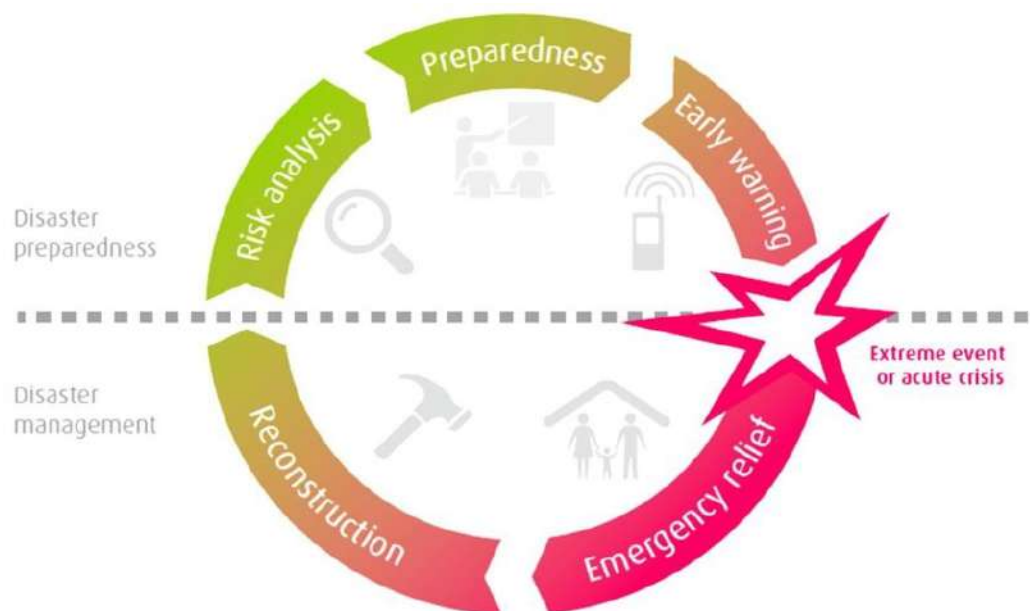 Preparedness
Early warning
Risk analysis
Disaster
preparedness
Extreme event
or acute crisis
Disaster
management
Reconstruction
Emergency relief